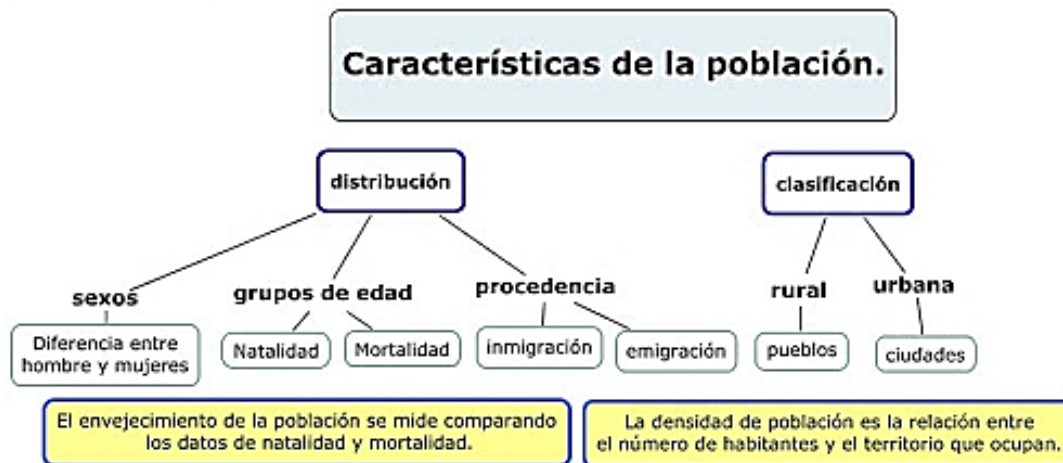 Características de la población.
distribución
clasificación
sexos
grupos de edad
procedencia
rural
urbana
Diferencia entre
hombre y mujeres
Natalidad
Mortalidad
inmigración
emigración
pueblos
ciudades
El envejecimiento de la población se mide comparando
los datos de natalidad y mortalidad.
La densidad de población es la relación entre
el número de habitantes y el territorio que ocupan.